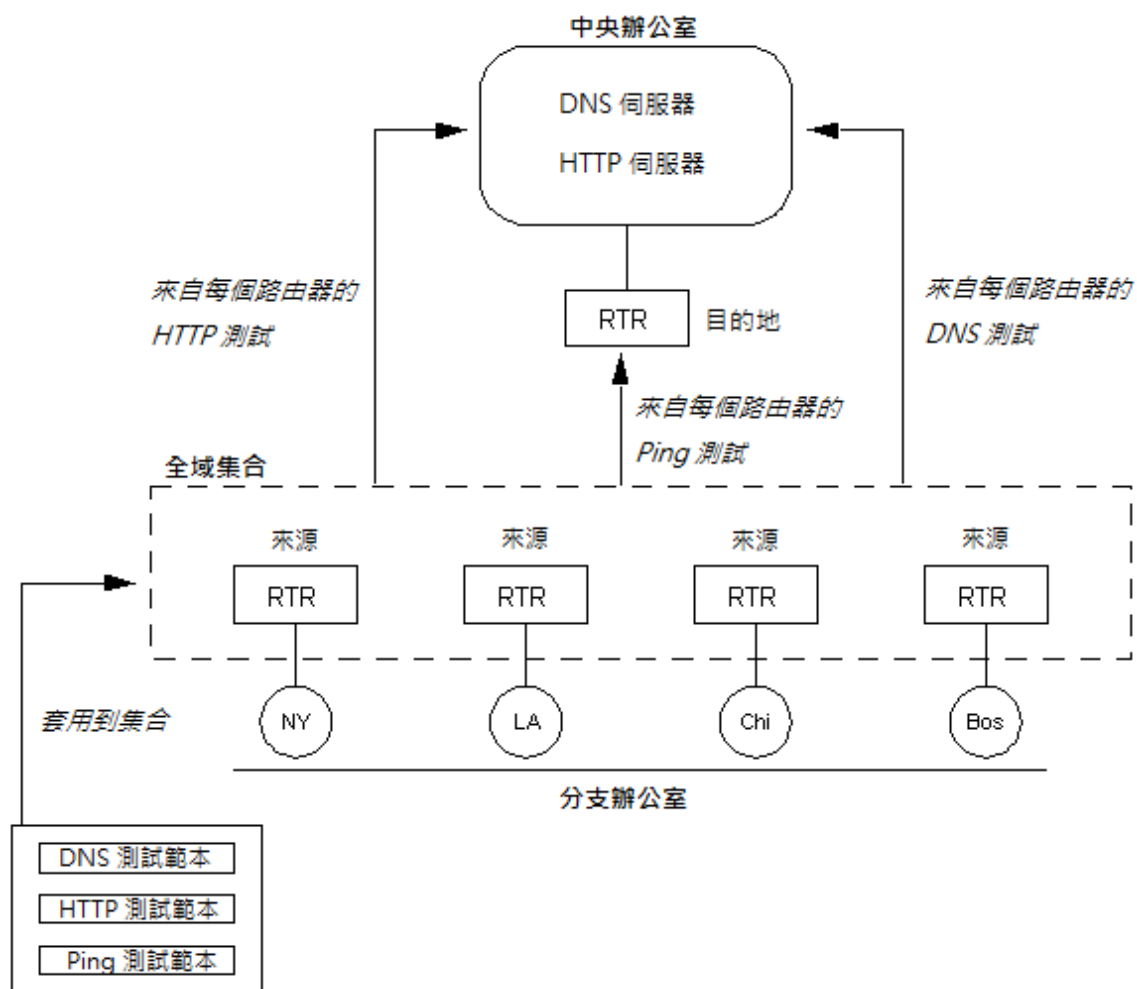 中央辦公室
DNS 伺服器
HTTP 伺服器
來自每個路由器的
HTTP 測試
RTR
目的地
來自每個路由器的
DNS 測試
來自每個路由器的
Ping 測試
全域集合
來源
來源
來源
來源
RTR
RTR
RTR
RTR
套用到集合
NY
LA
Chi
Bos
分支辦公室
DNS 測試範本
HTTP 測試範本
Ping 測試範本